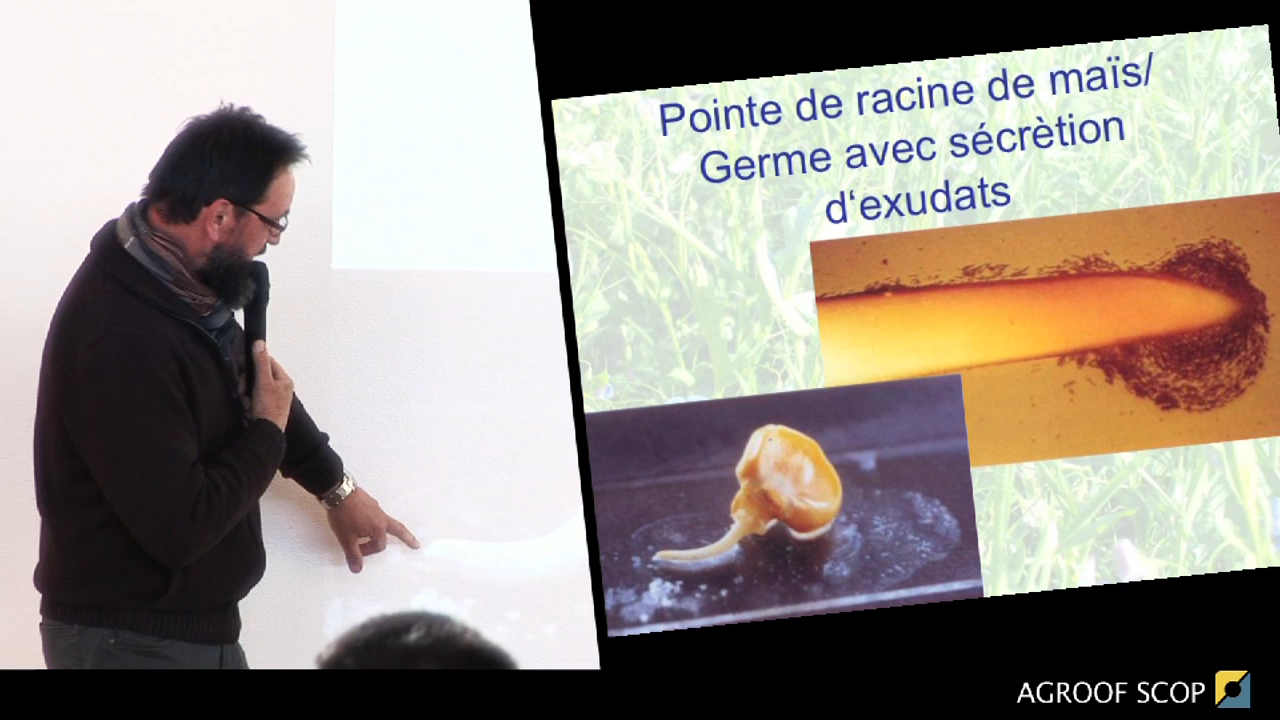 Pointe de racine de maïs/
Germe avec sécrètion
d‘exudats
AGROOF SCOP